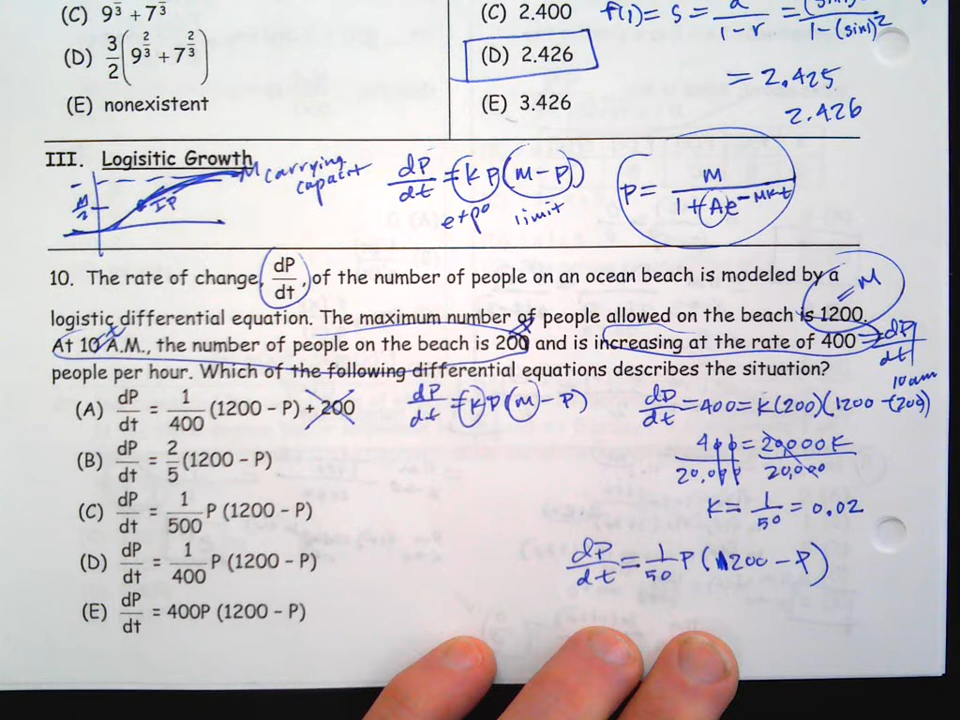 (C) 9^(2/3) + 7^(2/3)
(D) 3/2 (9^(2/3) + 7^(2/3))
(E) nonexistent
(C) 2.400
(D) 2.426
(E) 3.426
f(1) = S = a/(1-r) = /(1-(sin1)²
= 2.425
2.426
III. Logisitic Growth
M carrying
capacit
M/2
IP
dP/dt = k P (M - P)
e+p°
limit
P = M/(1+Ae^(-Mkt))
10. The rate of change, dP/dt, of the number of people on an ocean beach is modeled by a
= M
logistic differential equation. The maximum number of people allowed on the beach is 1200.
At 10 A.M., the number of people on the beach is 200 and is increasing at the rate of 400 = dP/dt|
10am
people per hour. Which of the following differential equations describes the situation?
(A) dP/dt = 1/400 (1200 - P) + 200
(B) dP/dt = 2/5 (1200 - P)
(C) dP/dt = 1/500 P (1200 - P)
(D) dP/dt = 1/400 P (1200 - P)
(E) dP/dt = 400P (1200 - P)
dP/dt = k P (M - P)
dP/dt = 400 = K(200)(1200 - (200)
400/20,000 = 20,000K/20,000
K = 1/50 = 0.02
dP/dt = 1/50 P (1200 - P)